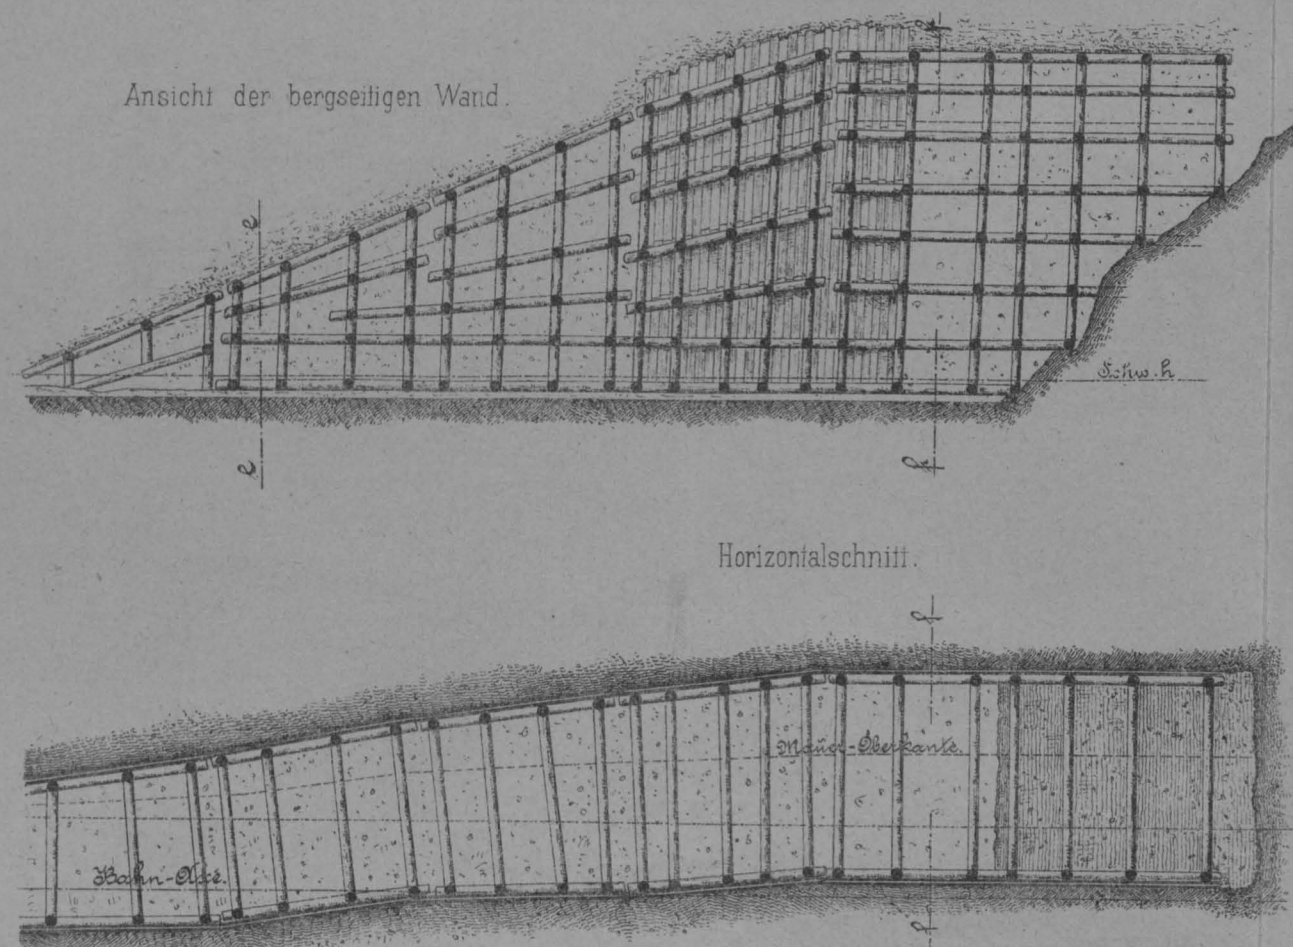 Ansicht der bergseitigen Wand.
e
Schw. h
e
Horizontalschnitt.
f
Mauer-Oberkante.
Bahn-Axe.
f